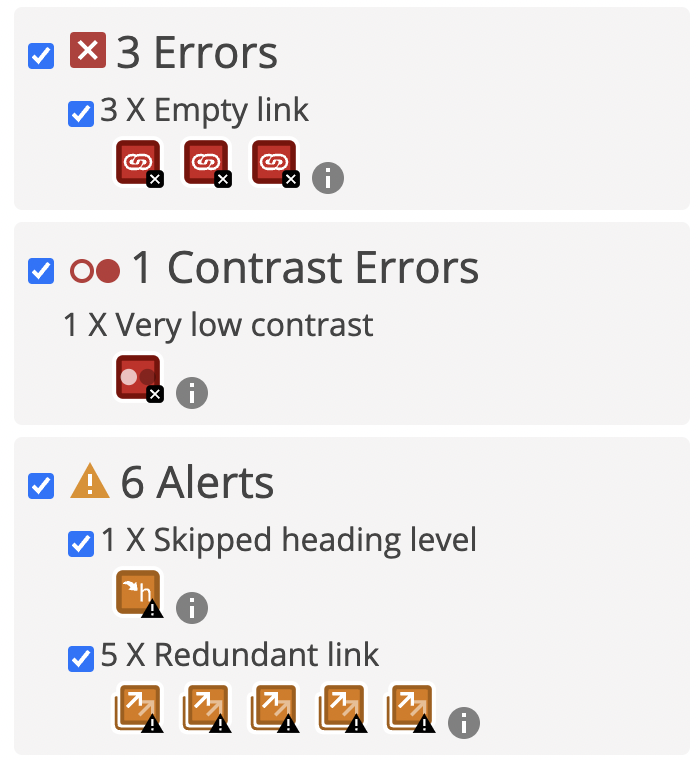 3 Errors
3 X Empty link
1 Contrast Errors
1 X Very low contrast
6 Alerts
1 X Skipped heading level
h
5 X Redundant link